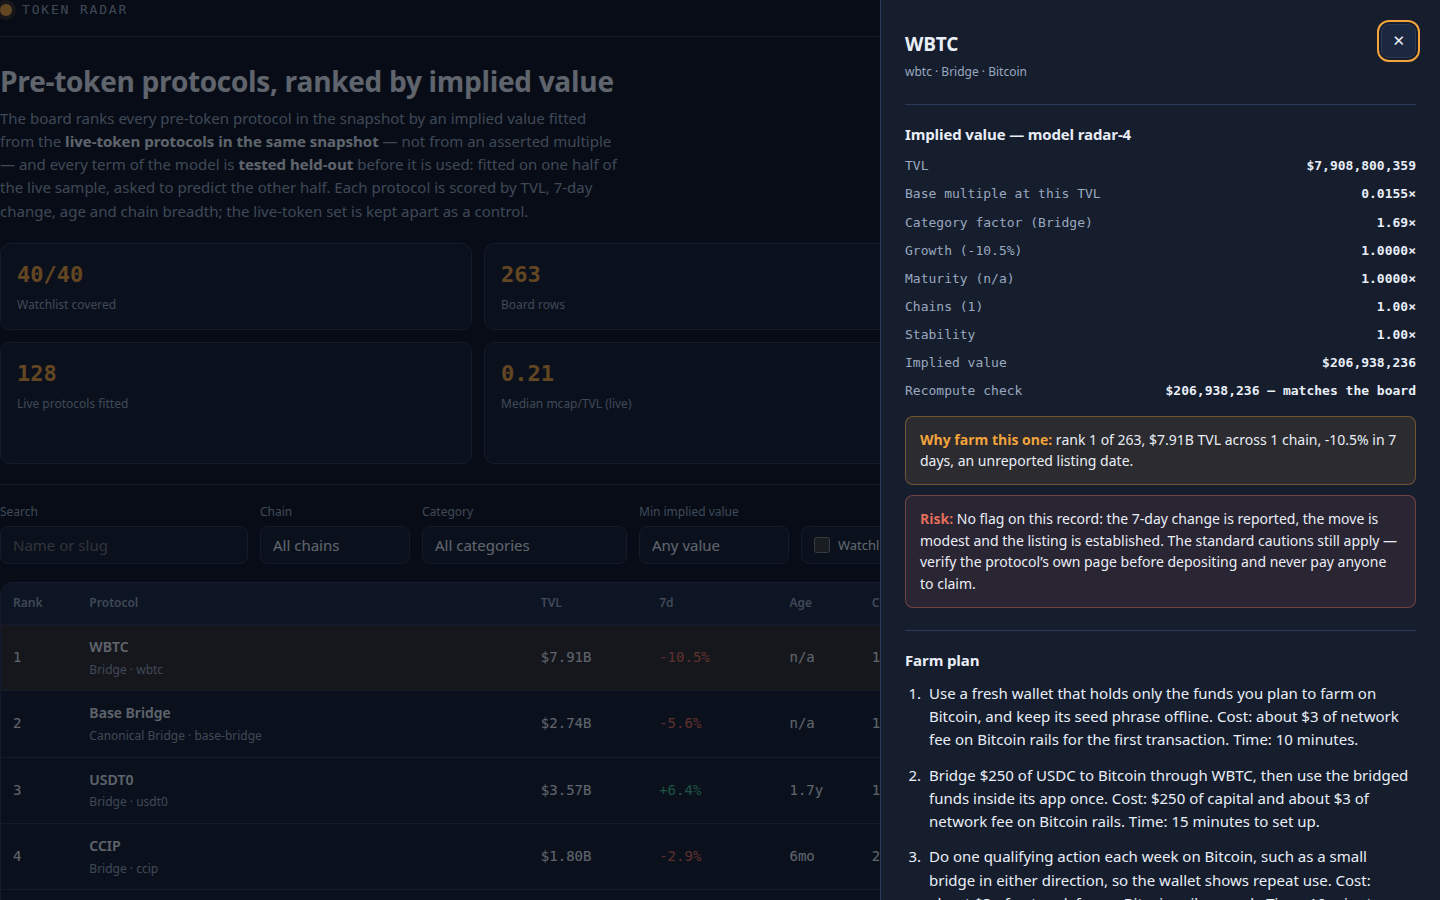 TOKEN RADAR
Pre-token protocols, ranked by implied value
The board ranks every pre-token protocol in the snapshot by an implied value fitted
from the live-token protocols in the same snapshot — not from an asserted multiple
— and every term of the model is tested held-out before it is used: fitted on one half of
the live sample, asked to predict the other half. Each protocol is scored by TVL, 7-day
change, age and chain breadth; the live-token set is kept apart as a control.
40/40
Watchlist covered
263
Board rows
128
Live protocols fitted
0.21
Median mcap/TVL (live)
Search
Chain
Category
Min implied value
Name or slug
All chains
All categories
Any value
Watchl
Rank Protocol TVL 7d Age C
1 WBTC $7.91B -10.5% n/a 1
Bridge · wbtc
2 Base Bridge $2.74B -5.6% n/a 1
Canonical Bridge · base-bridge
3 USDT0 $3.57B +6.4% 1.7y 1
Bridge · usdt0
4 CCIP $1.80B -2.9% 6mo 2
Bridge · ccip
WBTC
✕
wbtc · Bridge · Bitcoin
Implied value — model radar-4
TVL $7,908,800,359
Base multiple at this TVL 0.0155×
Category factor (Bridge) 1.69×
Growth (-10.5%) 1.0000×
Maturity (n/a) 1.0000×
Chains (1) 1.00×
Stability 1.00×
Implied value $206,938,236
Recompute check $206,938,236 — matches the board
Why farm this one: rank 1 of 263, $7.91B TVL across 1 chain, -10.5% in 7
days, an unreported listing date.
Risk: No flag on this record: the 7-day change is reported, the move is
modest and the listing is established. The standard cautions still apply —
verify the protocol's own page before depositing and never pay anyone
to claim.
Farm plan
1. Use a fresh wallet that holds only the funds you plan to farm on
Bitcoin, and keep its seed phrase offline. Cost: about $3 of network
fee on Bitcoin rails for the first transaction. Time: 10 minutes.
2. Bridge $250 of USDC to Bitcoin through WBTC, then use the bridged
funds inside its app once. Cost: $250 of capital and about $3 of
network fee on Bitcoin rails. Time: 15 minutes to set up.
3. Do one qualifying action each week on Bitcoin, such as a small
bridge in either direction, so the wallet shows repeat use. Cost: